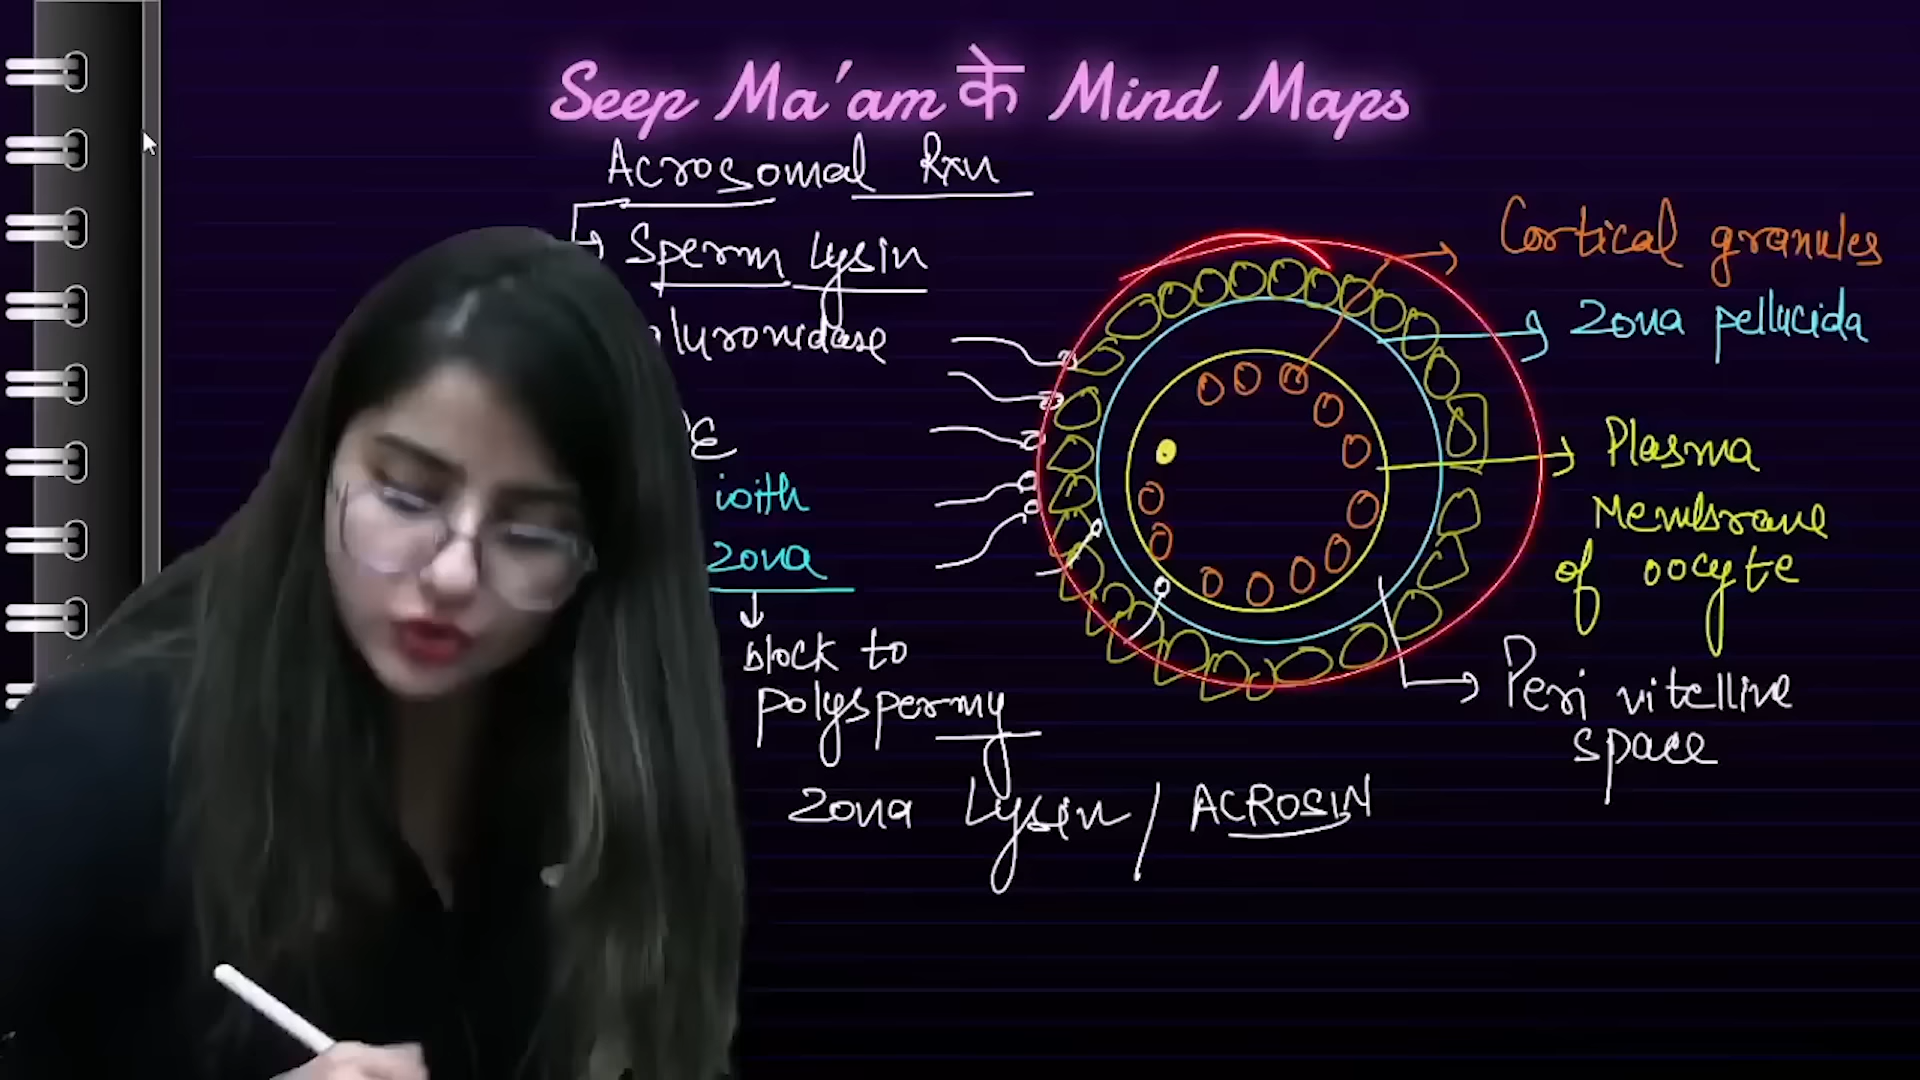 Seep Ma'am के Mind Maps
Acrosomal Rxn
Sperm Lysin
luronidase
with
zona
block to
polyspermy
zona Lysin / ACROSIN
Cortical granules
Zona pellucida
Plasma
Membrane
of oocyte
Peri vitelline
space